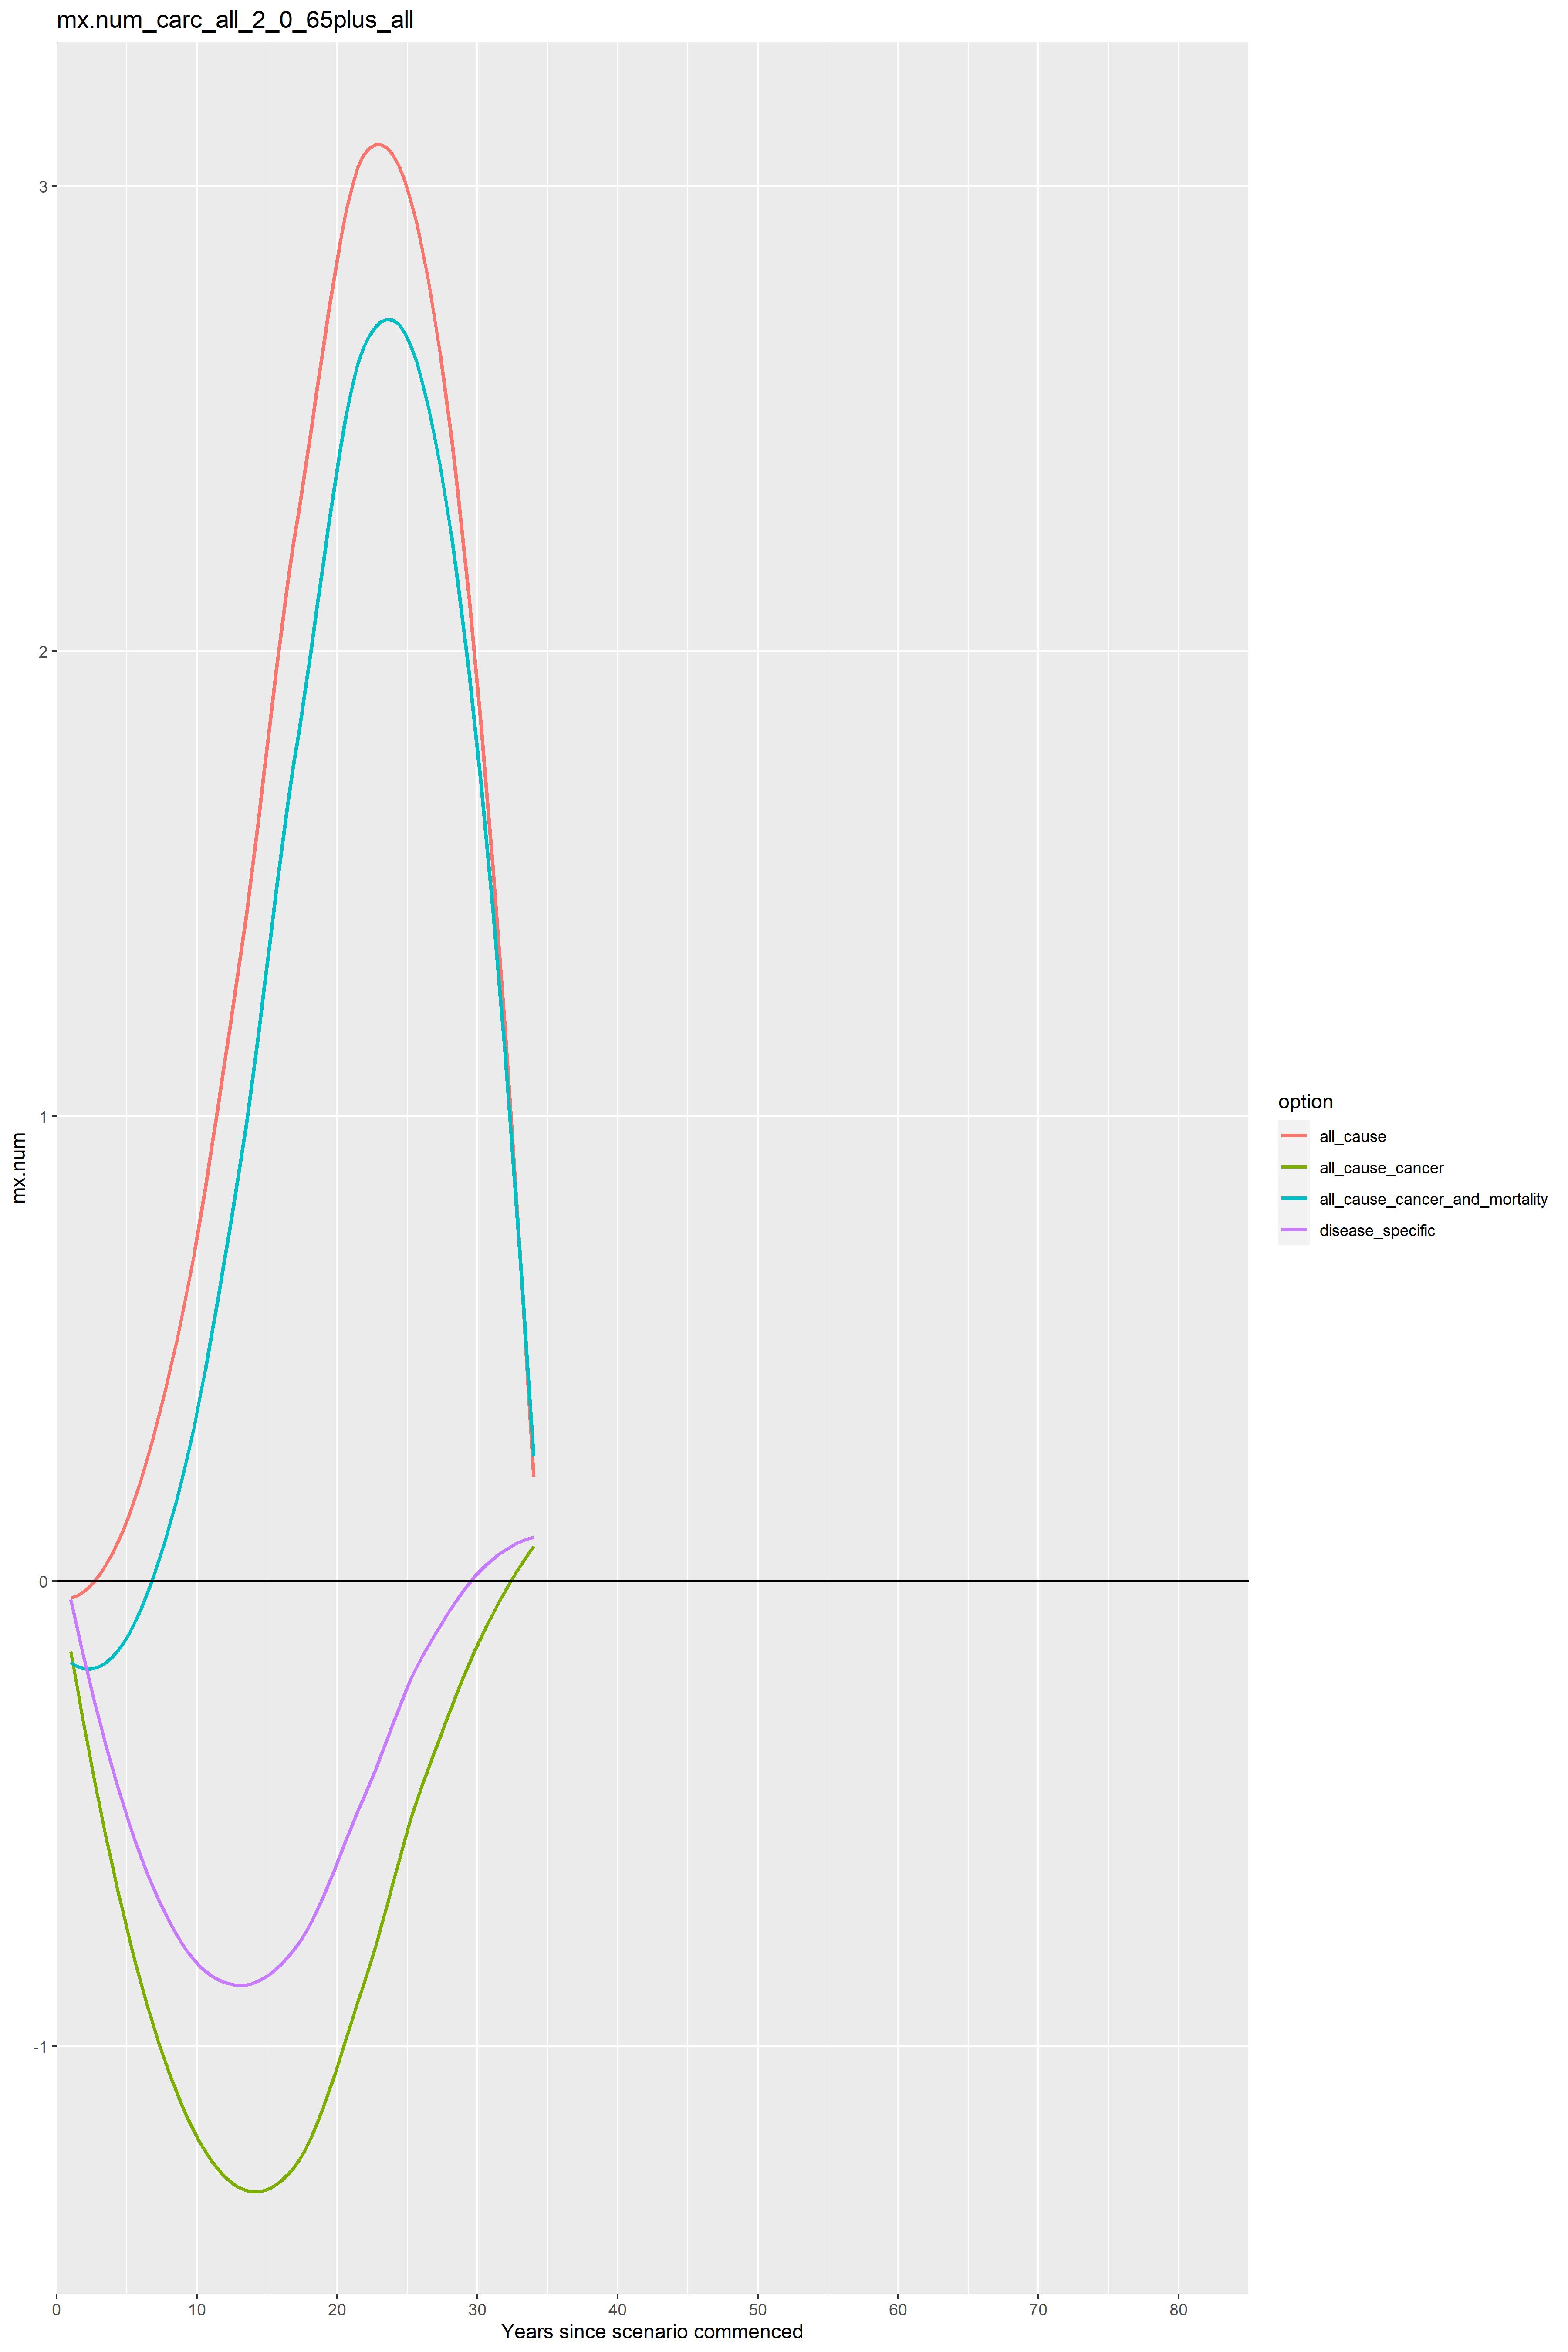 mx.num_carc_all_2_0_65plus_all
3
2
1
0
-1
mx.num
0 10 20 30 40 50 60 70 80
Years since scenario commenced
option
all_cause
all_cause_cancer
all_cause_cancer_and_mortality
disease_specific